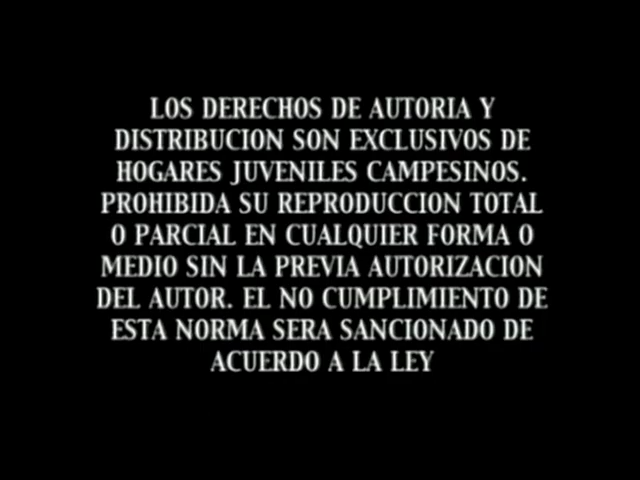 LOS DERECHOS DE AUTORIA Y
DISTRIBUCION SON EXCLUSIVOS DE
HOGARES JUVENILES CAMPESINOS.
PROHIBIDA SU REPRODUCCION TOTAL
O PARCIAL EN CUALQUIER FORMA O
MEDIO SIN LA PREVIA AUTORIZACION
DEL AUTOR. EL NO CUMPLIMIENTO DE
ESTA NORMA SERA SANCIONADO DE
ACUERDO A LA LEY